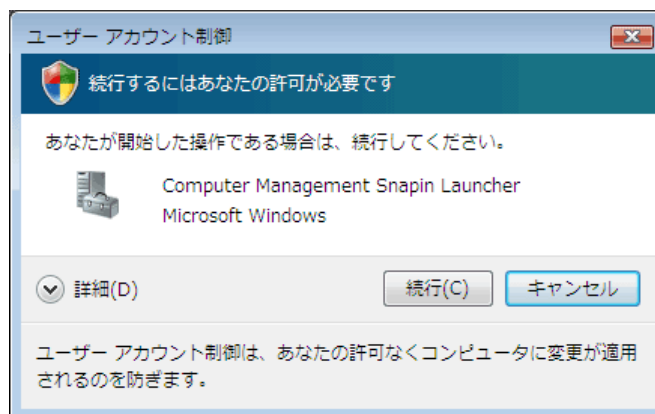 ユーザー アカウント制御
続行するにはあなたの許可が必要です
あなたが開始した操作である場合は、続行してください。
Computer Management Snapin Launcher
Microsoft Windows
詳細(D)
続行(C)
キャンセル
ユーザー アカウント制御は、あなたの許可なくコンピュータに変更が適用
されるのを防ぎます。